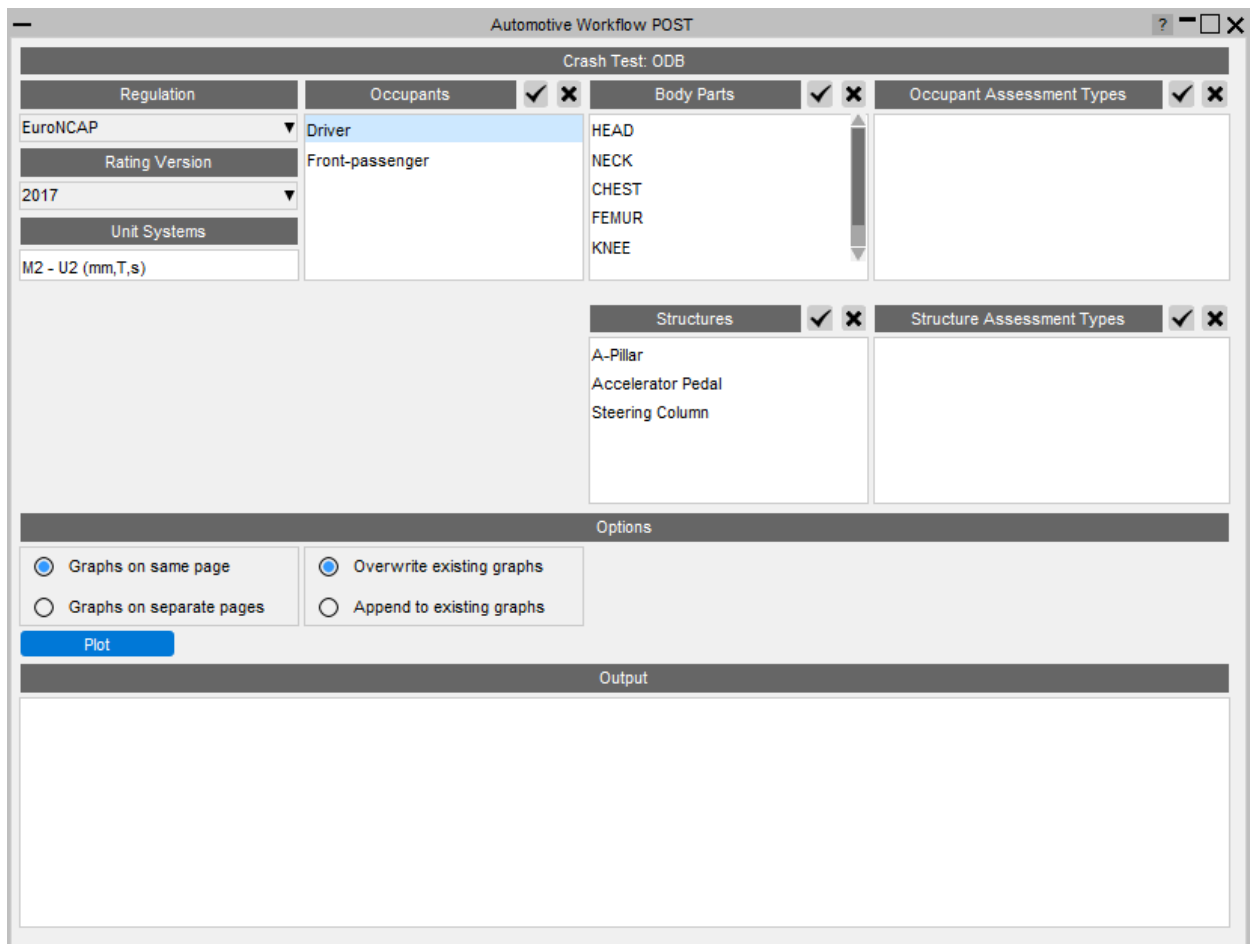 Automotive Workflow POST
?
Crash Test: ODB
Regulation
EuroNCAP
Rating Version
2017
Unit Systems
M2 - U2 (mm,T,s)
Occupants
Driver
Front-passenger
Body Parts
HEAD
NECK
CHEST
FEMUR
KNEE
Occupant Assessment Types
Structures
A-Pillar
Accelerator Pedal
Steering Column
Structure Assessment Types
Options
Graphs on same page
Graphs on separate pages
Overwrite existing graphs
Append to existing graphs
Plot
Output